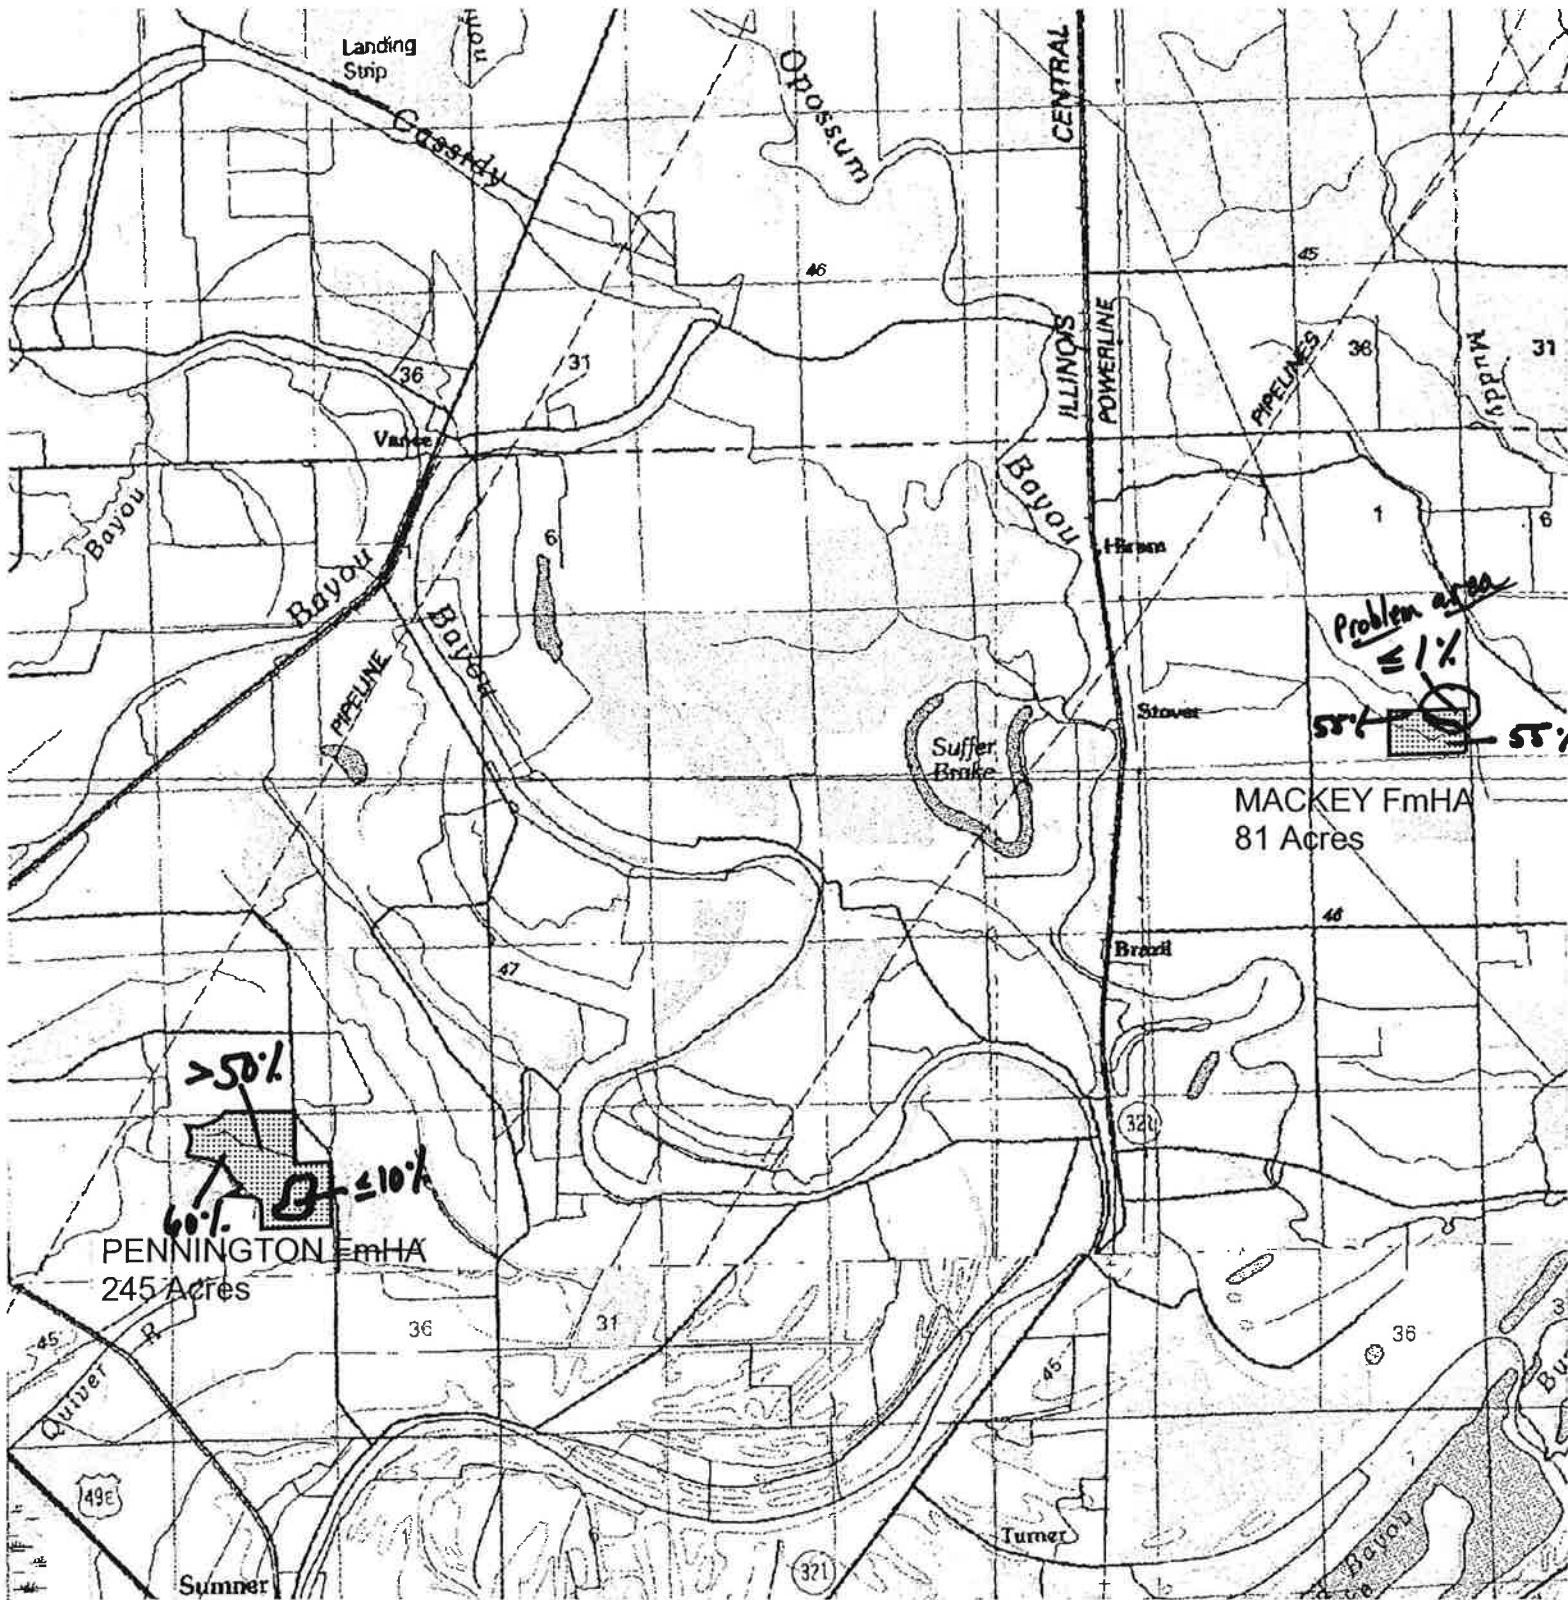 Landing
Strip
Cassidy
Opossum
CENTRAL
46
45
ILLINOIS
POWERLINE
PIPELINES
36
31
36
Muddy
31
Vance
Bayou
Bayou
1
Bayou
6
Bayou
Hiram
1
6
PIPELINE
Problem area
≤ 1%
55%
55%
Stover
Suffer
Brake
MACKEY FmHA
81 Acres
48
Brazil
47
>50%
≤10%
60%
321
PENNINGTON FmHA
245 Acres
36
31
36
45
45
Quiver R
49E
Sumner
321
Turner
Bayou